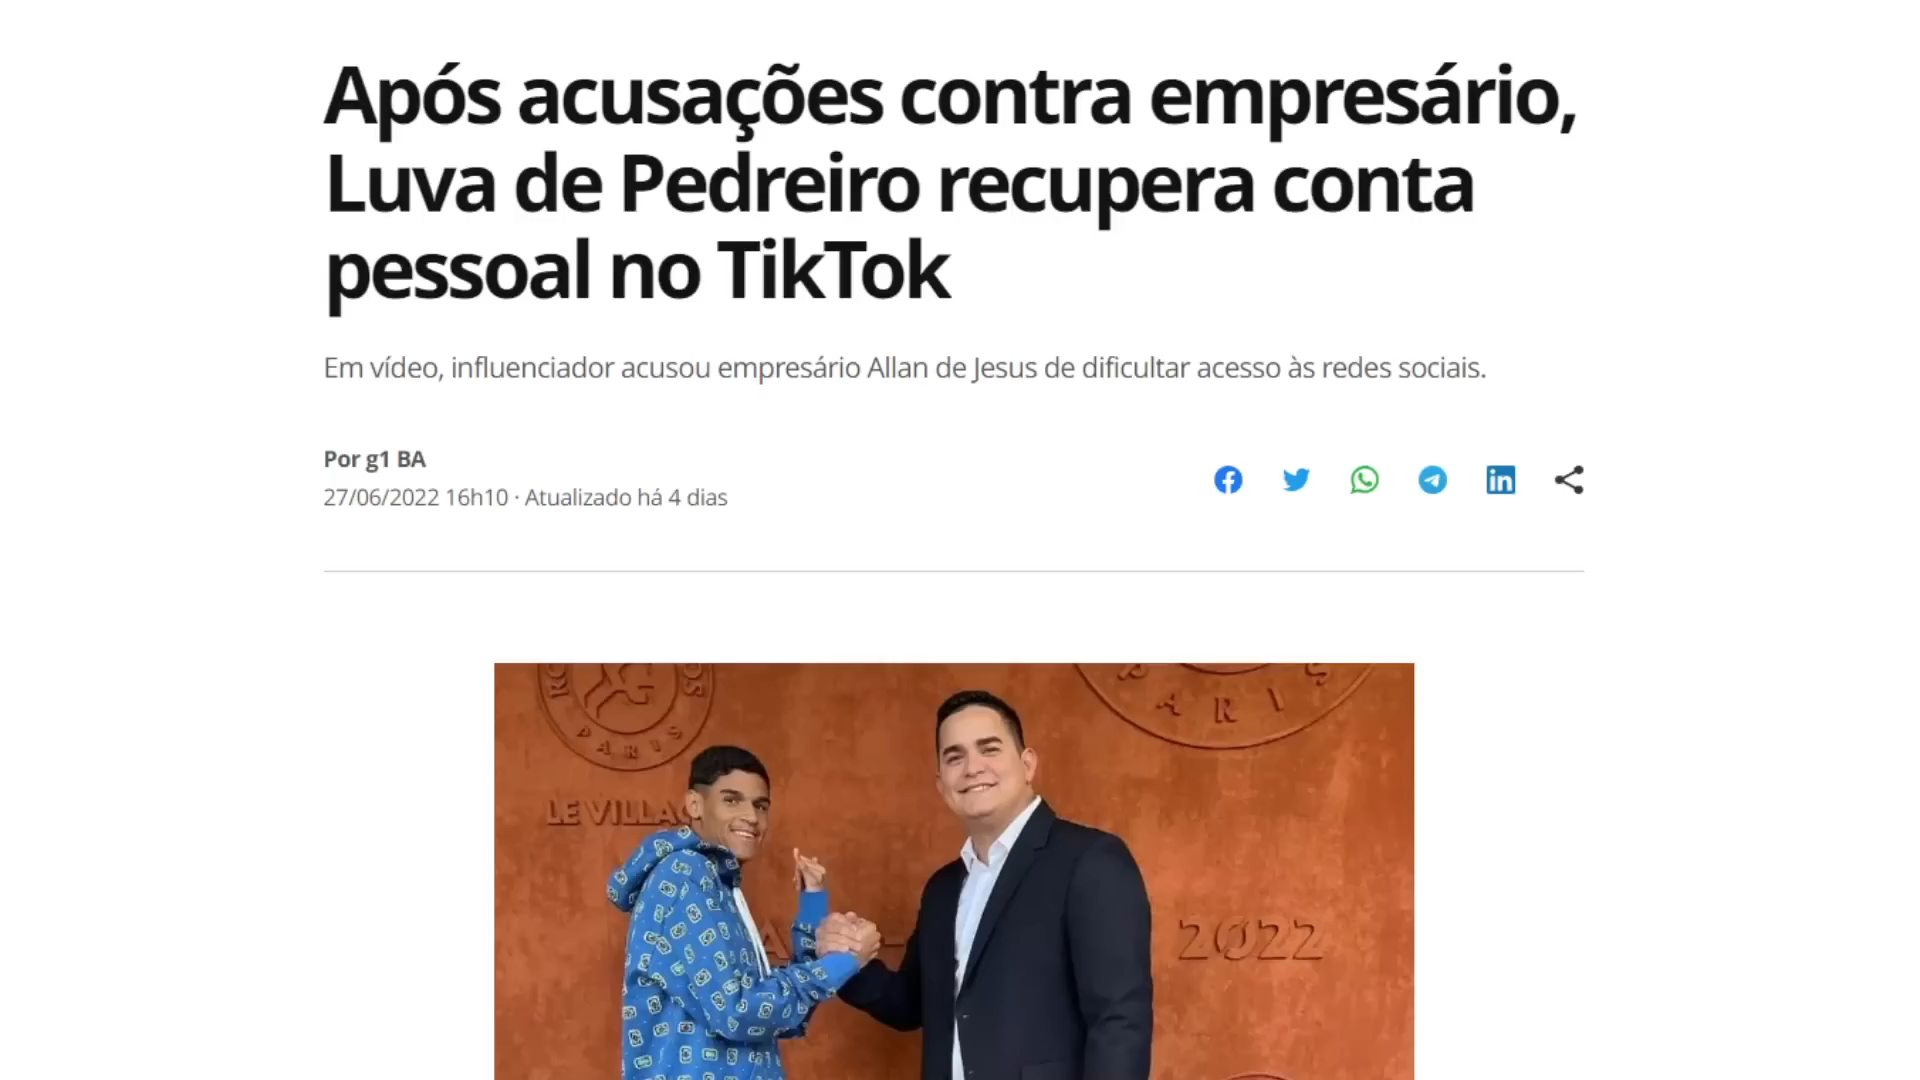 Após acusações contra empresário,
Luva de Pedreiro recupera conta
pessoal no TikTok
Em vídeo, influenciador acusou empresário Allan de Jesus de dificultar acesso às redes sociais.
Por g1 BA
27/06/2022 16h10 · Atualizado há 4 dias
PARIS
PARIS
LE VILLAG
2022